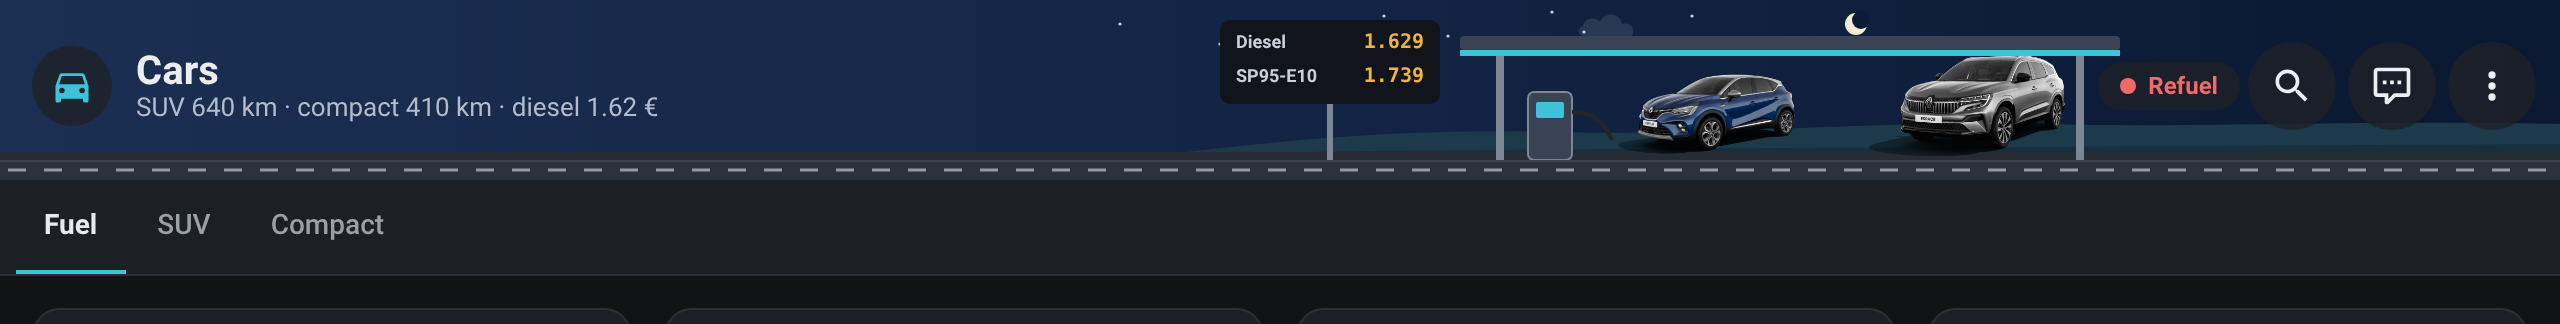 Cars
SUV 640 km · compact 410 km · diesel 1.62 €
Diesel 1.629
SP95-E10 1.739
Refuel
Fuel SUV Compact